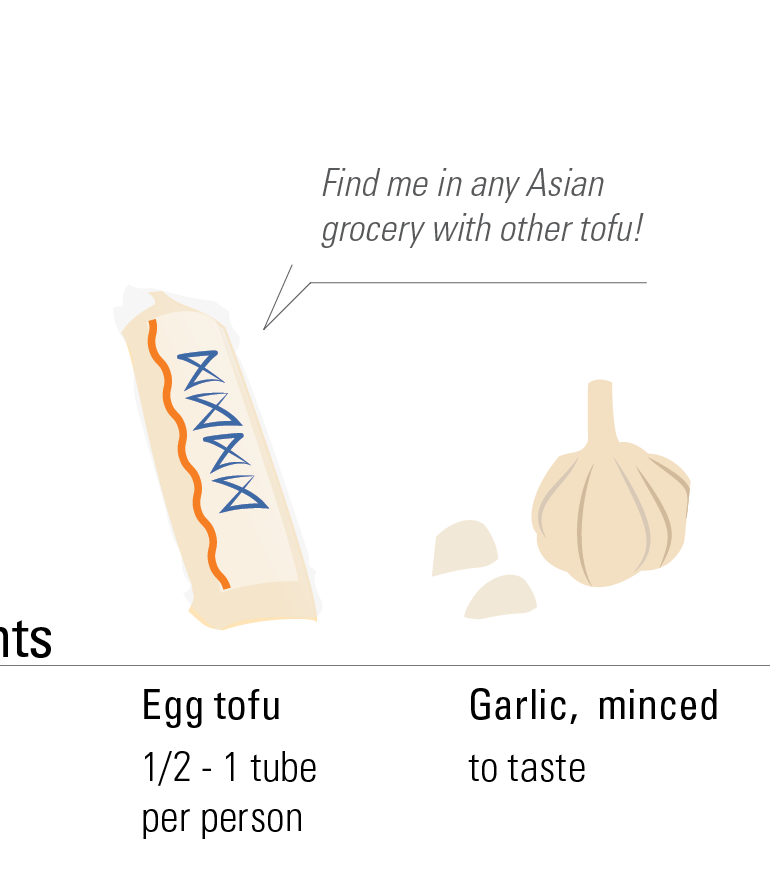 Find me in any Asian
grocery with other tofu!
nts
Egg tofu
Garlic, minced
1/2 - 1 tube
per person
to taste